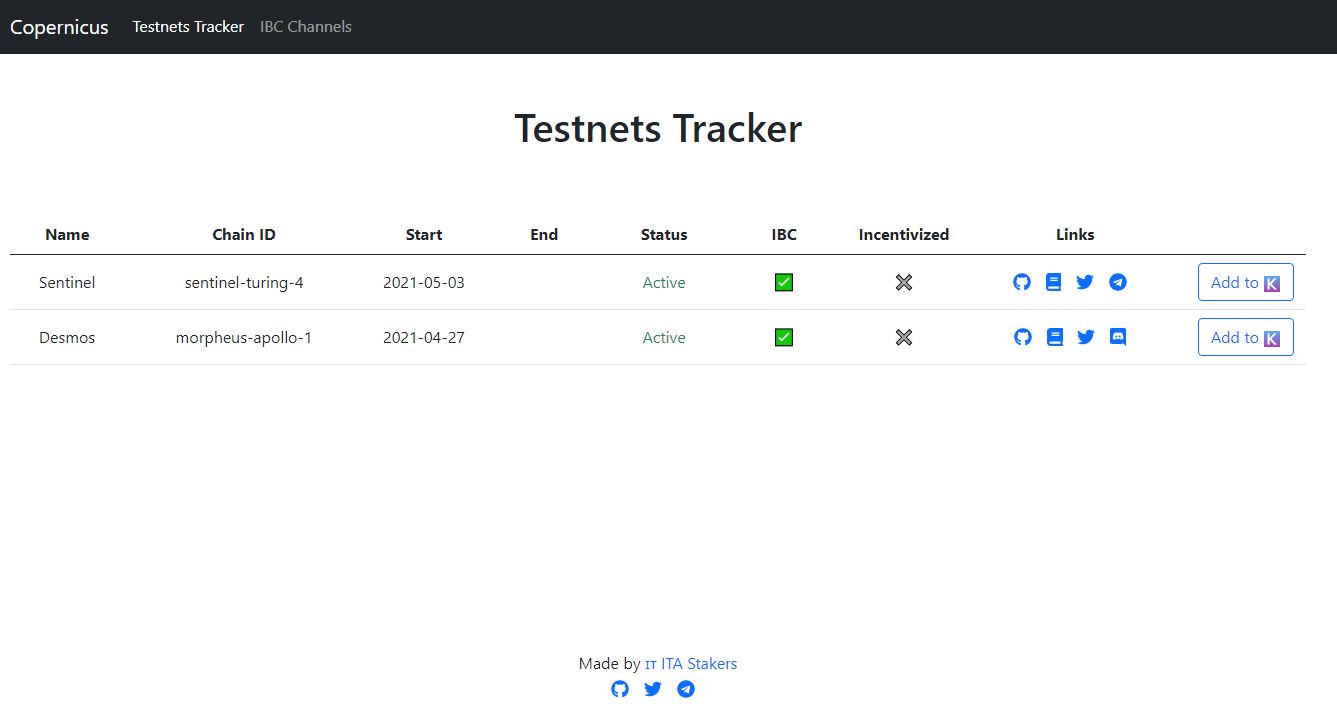 Copernicus Testnets Tracker IBC Channels
Testnets Tracker
Name Chain ID Start End Status IBC Incentivized Links
Sentinel sentinel-turing-4 2021-05-03 Active ✅ ✖ Add to K
Desmos morpheus-apollo-1 2021-04-27 Active ✅ ✖ Add to K
Made by IT ITA Stakers